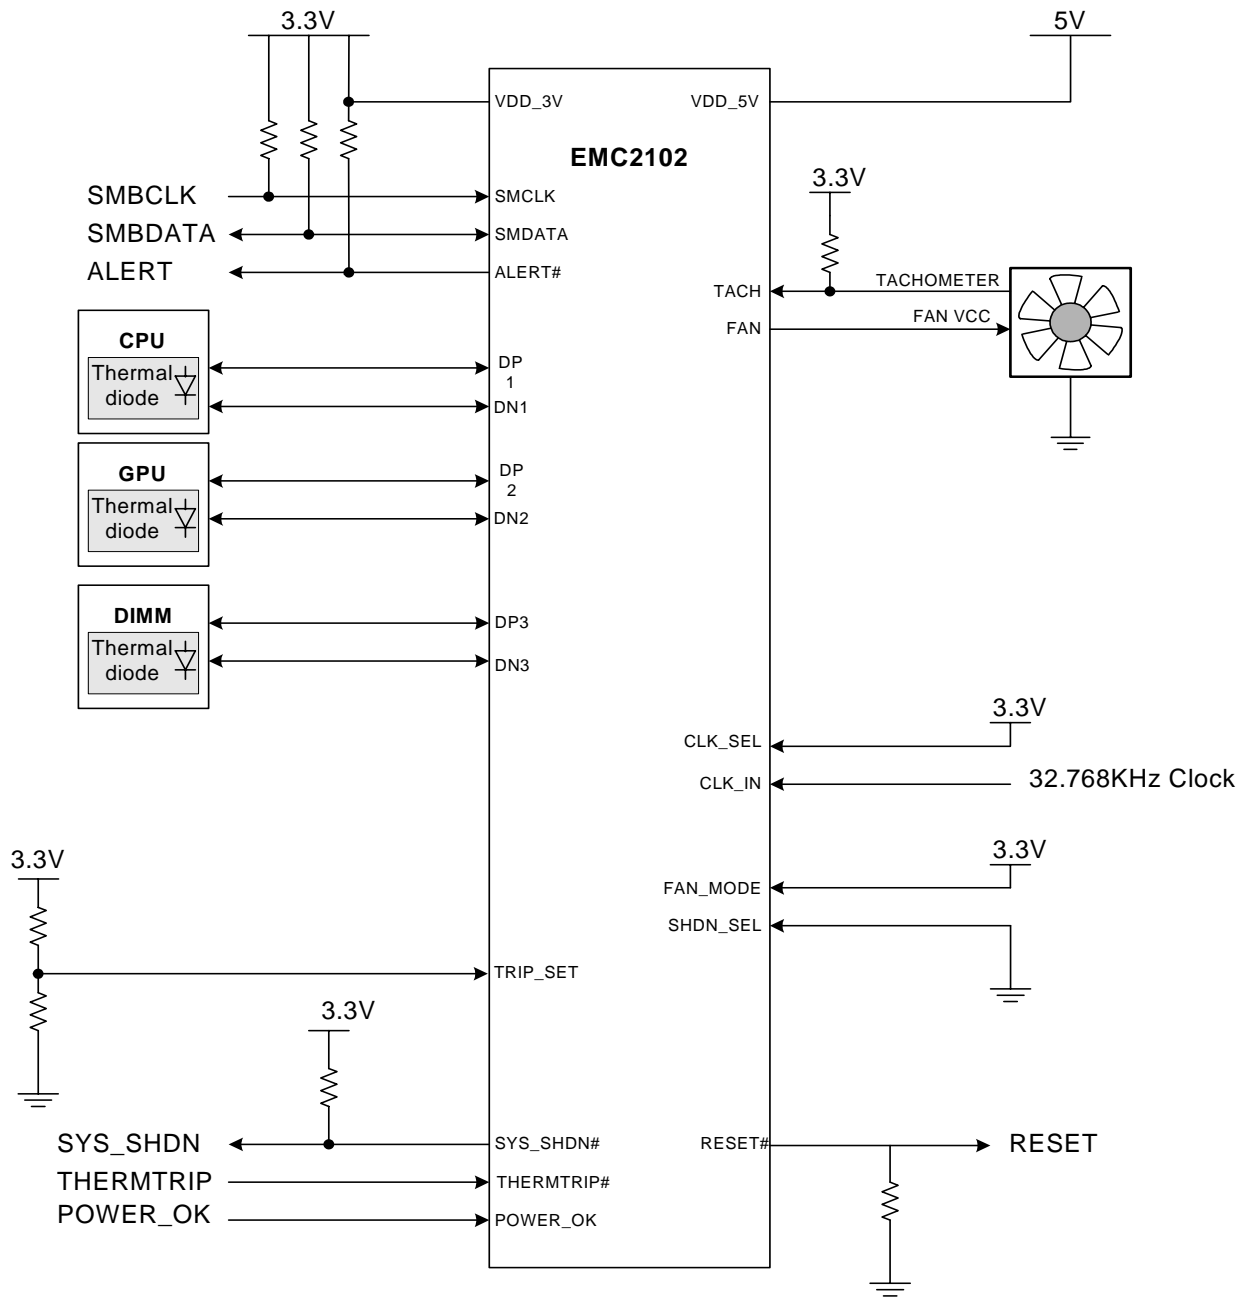 3.3V
5V
VDD_3V
VDD_5V
EMC2102
3.3V
SMBCLK
SMCLK
SMBDATA
SMDATA
ALERT
ALERT#
TACH
TACHOMETER
FAN
FAN VCC
CPU
Thermal
diode
DP
1
DN1
GPU
Thermal
diode
DP
2
DN2
DIMM
Thermal
diode
DP3
DN3
3.3V
CLK_SEL
CLK_IN
32.768KHz Clock
3.3V
3.3V
FAN_MODE
SHDN_SEL
TRIP_SET
3.3V
SYS_SHDN
SYS_SHDN#
RESET#
RESET
THERMTRIP
THERMTRIP#
POWER_OK
POWER_OK